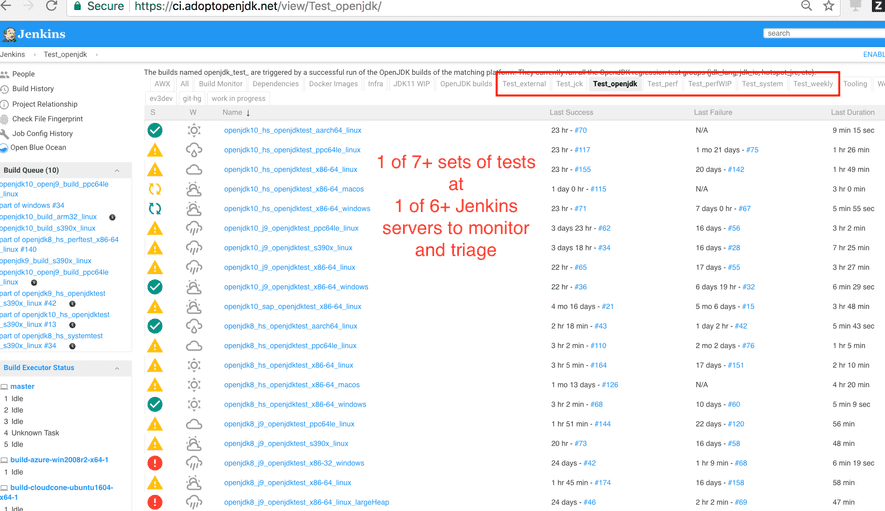 Secure https://ci.adoptopenjdk.net/view/Test_openjdk/
Jenkins
search
Jenkins Test_openjdk
ENABL
People
Build History
Project Relationship
Check File Fingerprint
Job Config History
Open Blue Ocean
Build Queue (10)
openjdk10_openj9_build_ppc64le
_linux
part of windows #34
openjdk10_build_arm32_linux
openjdk10_build_s390x_linux
part of openjdk8_hs_perftest_x86-64
_linux #140
openjdk9_build_s390x_linux
openjdk10_openj9_build_ppc64le
_linux
part of openjdk9_hs_openjdktest
_s390x_linux #42
part of openjdk10_hs_openjdktest
_s390x_linux #13
part of openjdk8_hs_systemtest
_s390x_linux #34
Build Executor Status
master
1 Idle
2 Idle
3 Idle
4 Unknown Task
5 Idle
build-azure-win2008r2-x64-1
1 Idle
build-cloudcone-ubuntu1604-
x64-1
1 Idle
The builds named openjdk_test_ are triggered by a successful run of the OpenJDK builds of the matching platform. They currently run all the OpenJDK regression test groups (jdk_lang, jdk_io, hotspot_jre, etc)
AWX All Build Monitor Dependencies Docker Images Infra JDK11 WIP OpenJDK builds Test_external Test_jck Test_openjdk Test_perf Test_perfWIP Test_system Test_weekly Tooling We
ev3dev git-hg work in progress
S W Name ↓ Last Success Last Failure Last Duration
openjdk10_hs_openjdktest_aarch64_linux 23 hr - #70 N/A 9 min 15 sec
openjdk10_hs_openjdktest_ppc64le_linux 23 hr - #117 1 mo 21 days - #75 1 hr 26 min
openjdk10_hs_openjdktest_x86-64_linux 23 hr - #155 20 days - #142 1 hr 49 min
openjdk10_hs_openjdktest_x86-64_macos 1 day 0 hr - #115 N/A 3 hr 0 min
openjdk10_hs_openjdktest_x86-64_windows 23 hr - #71 7 days 0 hr - #67 5 min 55 sec
openjdk10_j9_openjdktest_ppc64le_linux 3 days 23 hr - #62 16 days - #56 3 hr 2 min
openjdk10_j9_openjdktest_s390x_linux 3 days 18 hr - #34 16 days - #28 7 hr 25 min
openjdk10_j9_openjdktest_x86-64_linux 22 hr - #65 17 days - #55 3 hr 27 min
openjdk10_j9_openjdktest_x86-64_windows 22 hr - #36 6 days 19 hr - #32 6 min 29 sec
openjdk10_sap_openjdktest_x86-64_linux 4 mo 16 days - #21 5 mo 6 days - #15 3 hr 48 min
openjdk8_hs_openjdktest_aarch64_linux 2 hr 18 min - #43 1 day 2 hr - #42 5 min 43 sec
openjdk8_hs_openjdktest_ppc64le_linux 3 hr 2 min - #110 2 mo 2 days - #76 1 hr 5 min
openjdk8_hs_openjdktest_x86-64_linux 3 hr 5 min - #164 17 days - #151 2 hr 10 min
openjdk8_hs_openjdktest_x86-64_macos 1 mo 13 days - #126 N/A 4 hr 20 min
openjdk8_hs_openjdktest_x86-64_windows 3 hr 2 min - #68 10 days - #60 5 min 9 sec
openjdk8_j9_openjdktest_ppc64le_linux 1 hr 51 min - #144 22 days - #120 56 min
openjdk8_j9_openjdktest_s390x_linux 20 hr - #73 16 days - #58 48 min
openjdk8_j9_openjdktest_x86-32_windows 24 days - #42 1 hr 9 min - #68 6 min 19 sec
openjdk8_j9_openjdktest_x86-64_linux 1 hr 45 min - #174 16 days - #158 58 min
openjdk8_j9_openjdktest_x86-64_linux_largeHeap 24 days - #46 2 hr 2 min - #69 47 min
1 of 7+ sets of tests
at
1 of 6+ Jenkins
servers to monitor
and triage